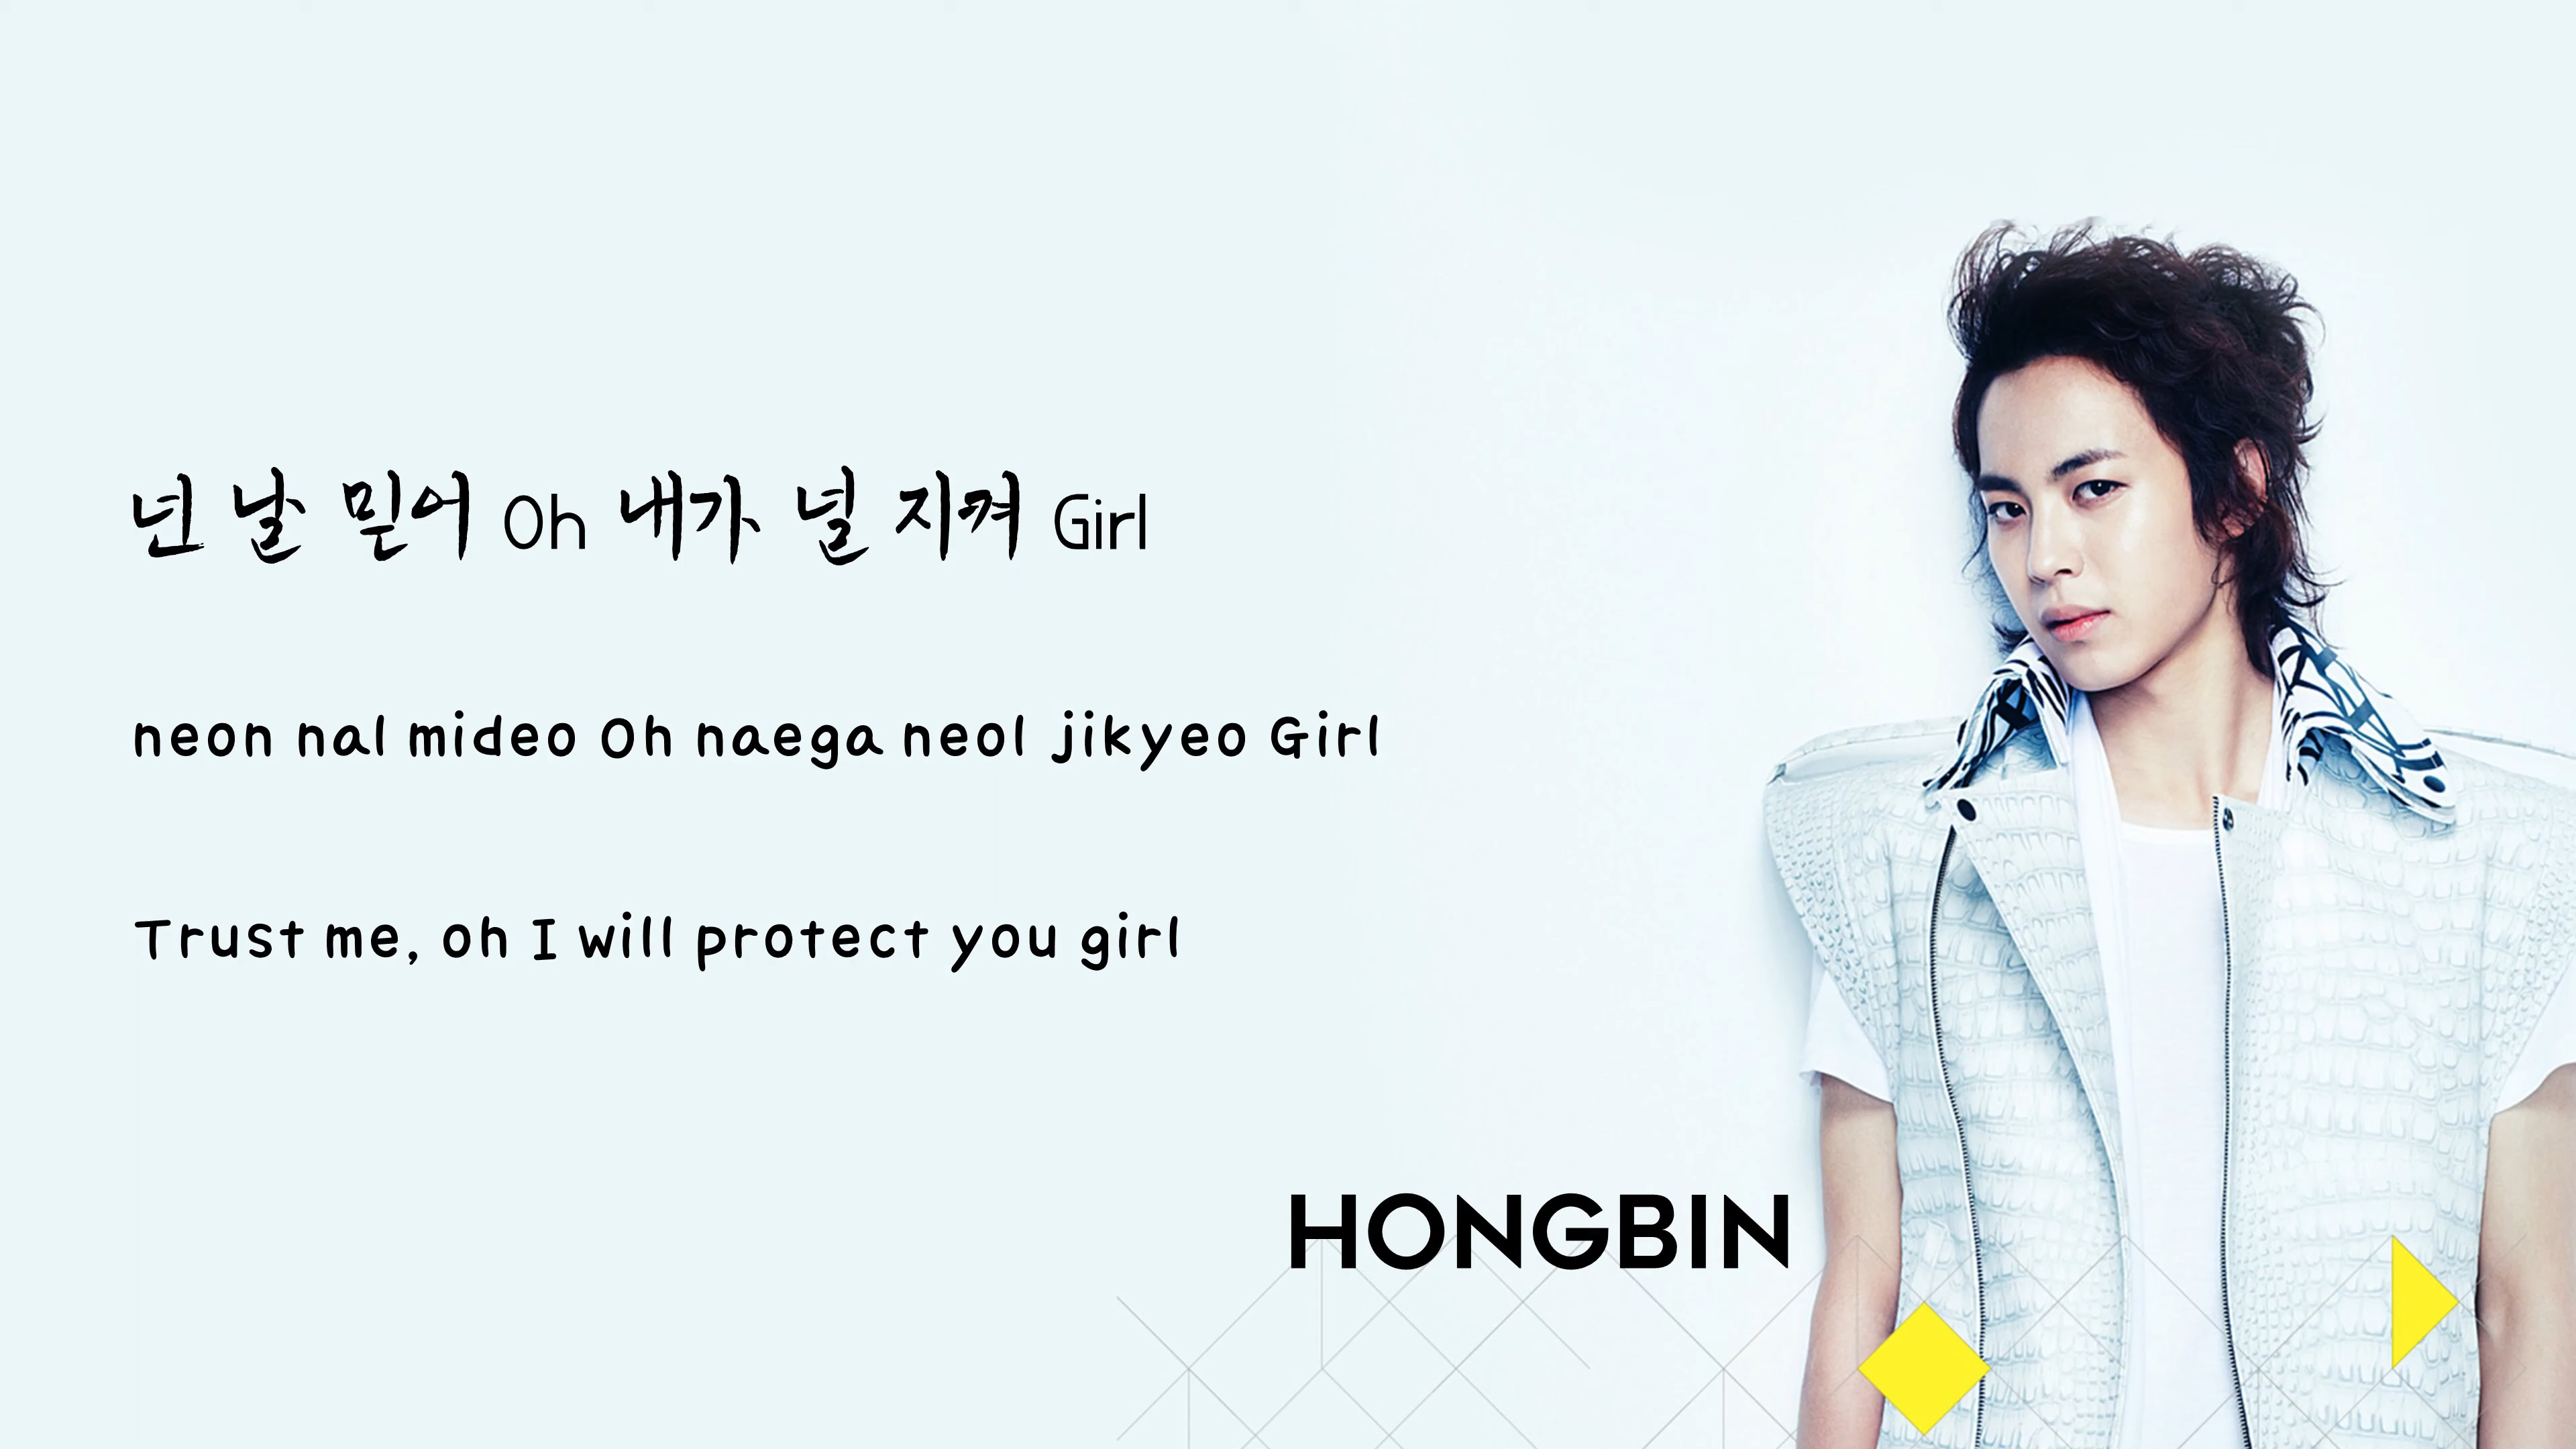 넌 날 믿어 Oh 내가 널 지켜 Girl
neon nal mideo Oh naega neol jikyeo Girl
Trust me, oh I will protect you girl
HONGBIN